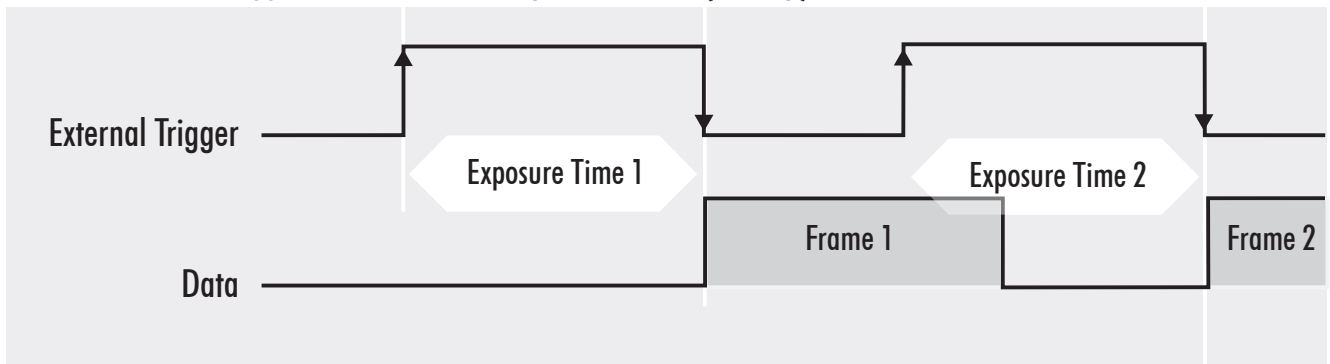 External Trigger
Exposure Time 1
Exposure Time 2
Frame 1
Frame 2
Data